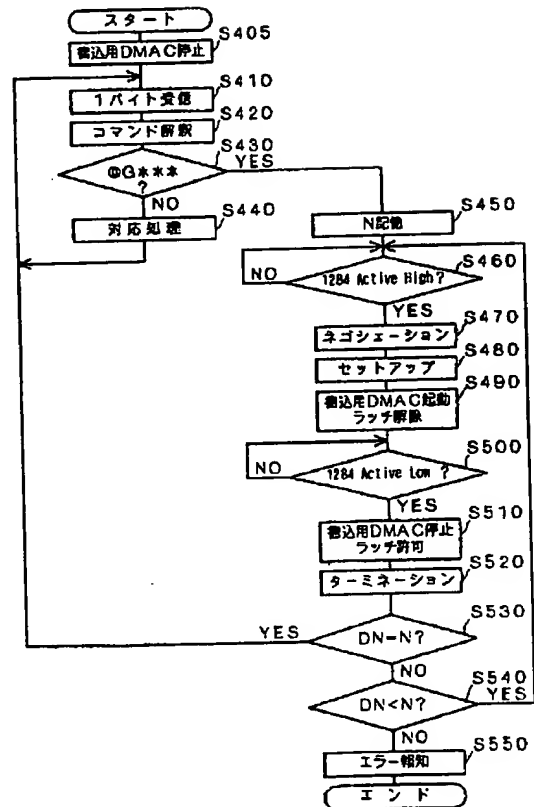 スタート
S405
書込用DMAC停止
S410
1バイト受信
S420
コマンド解釈
S430
@G***
?
YES
NO
S440
対応処理
S450
N記憶
S460
1284 Active High?
NO
YES
S470
ネゴシェーション
S480
セットアップ
S490
書込用DMAC起動
ラッチ解除
S500
1284 Active Low ?
NO
YES
S510
書込用DMAC停止
ラッチ許可
S520
ターミネーション
S530
YES
DN=N?
NO
S540
DN<N?
YES
NO
S550
エラー報知
エンド